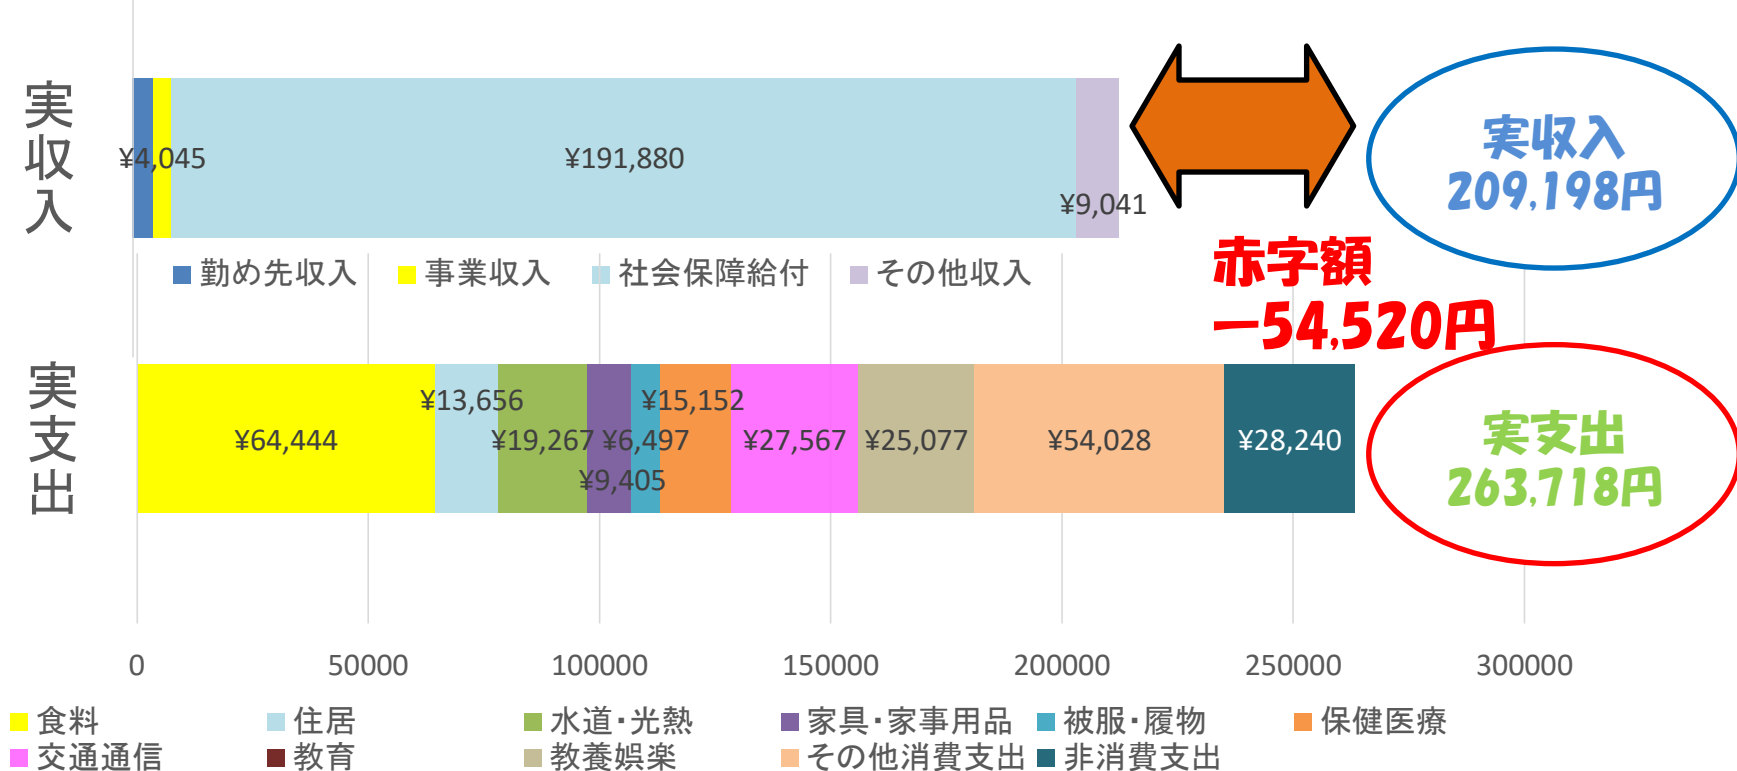 実収入
¥4,045
¥191,880
¥9,041
実収入
209,198円
勤め先収入
事業収入
社会保障給付
その他収入
赤字額
―54,520円
実支出
¥64,444
¥13,656
¥19,267
¥9,405
¥6,497
¥15,152
¥27,567
¥25,077
¥54,028
¥28,240
実支出
263,718円
0
50000
100000
150000
200000
250000
300000
食料
住居
水道・光熱
家具・家事用品
被服・履物
保健医療
交通通信
教育
教養娯楽
その他消費支出
非消費支出